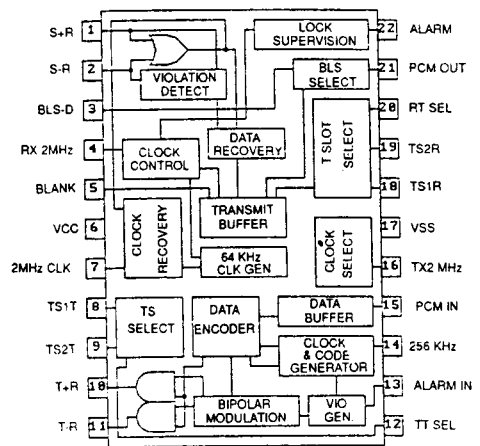 S+R 1
22 ALARM
LOCK SUPERVISION
S-R 2
21 PCM OUT
BLS SELECT
VIOLATION DETECT
BLS-D 3
20 RT SEL
DATA RECOVERY
T SLOT SELECT
RX 2MHz 4
19 TS2R
CLOCK CONTROL
BLANK 5
18 TS1R
TRANSMIT BUFFER
VCC 6
17 VSS
CLOCK RECOVERY
64 KHz CLK GEN
CLOCK SELECT
2MHz CLK 7
16 TX2 MHz
TS1T 8
15 PCM IN
TS SELECT
DATA ENCODER
DATA BUFFER
TS2T 9
14 256 KHz
CLOCK & CODE GENERATOR
T+R 10
13 ALARM IN
BIPOLAR MODULATION
VIO GEN.
T-R 11
12 TT SEL